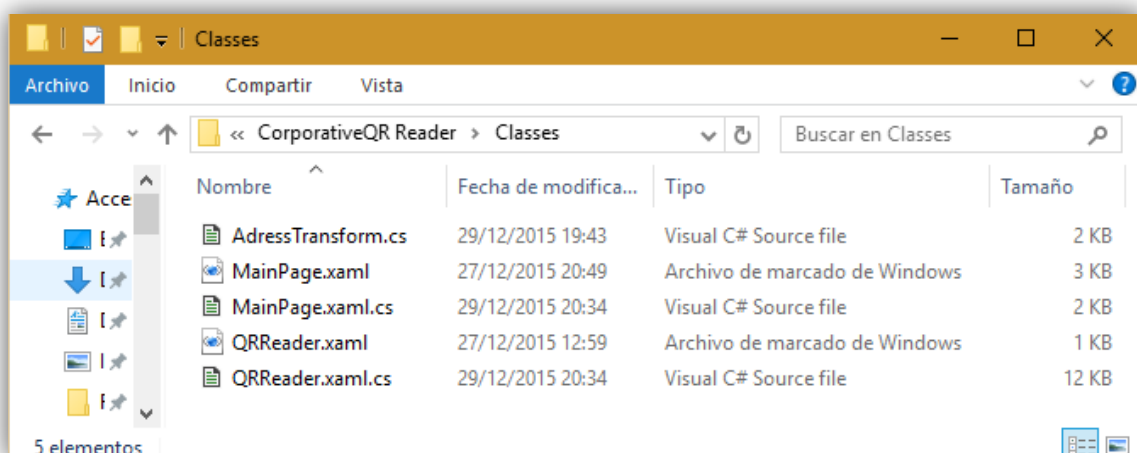 Classes
Archivo Inicio Compartir Vista
« CorporativeQR Reader > Classes Buscar en Classes
Nombre Fecha de modifica... Tipo Tamaño
Acce
AdressTransform.cs 29/12/2015 19:43 Visual C# Source file 2 KB
MainPage.xaml 27/12/2015 20:49 Archivo de marcado de Windows 3 KB
MainPage.xaml.cs 29/12/2015 20:34 Visual C# Source file 2 KB
QRReader.xaml 27/12/2015 12:59 Archivo de marcado de Windows 1 KB
QRReader.xaml.cs 29/12/2015 20:34 Visual C# Source file 12 KB
5 elementos